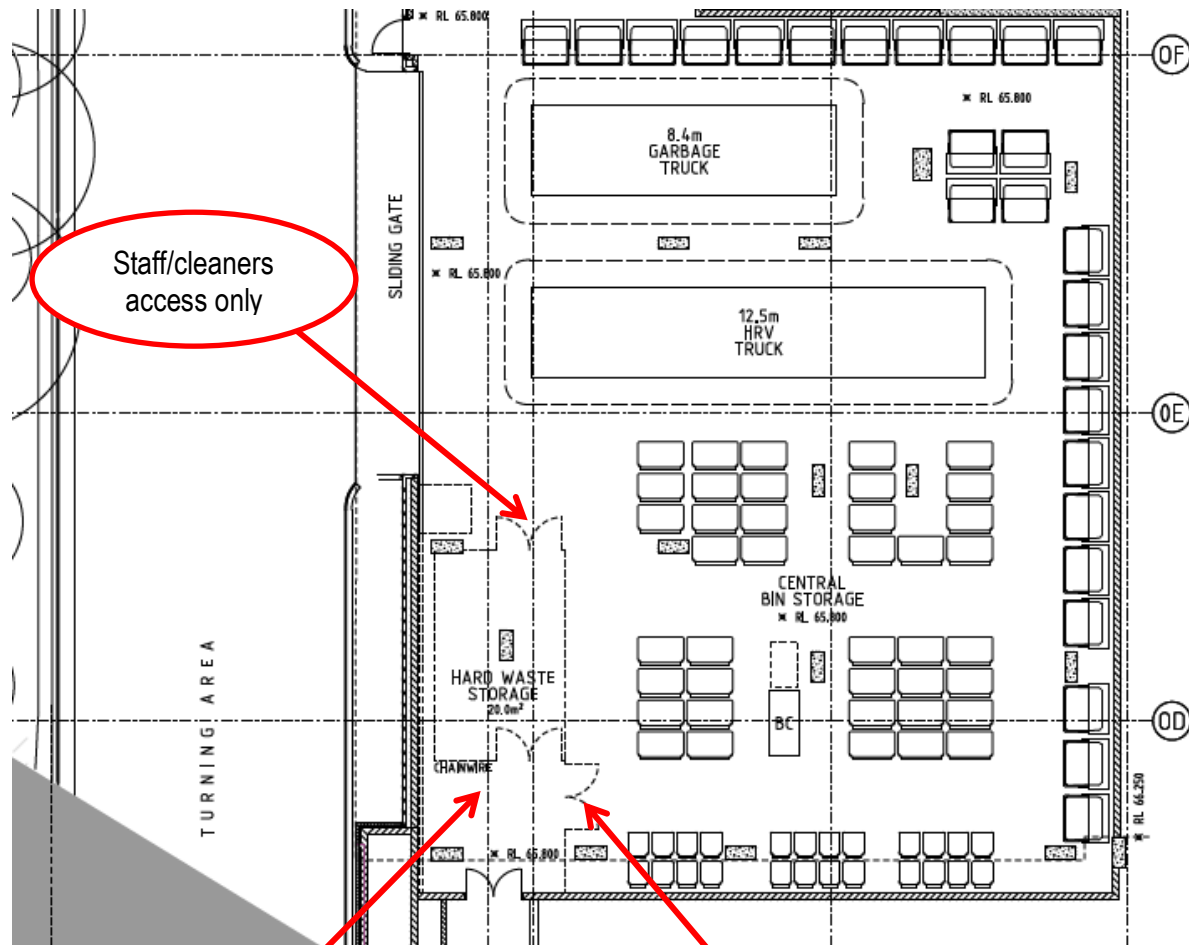 RL 65.800
OF
RL 65.800
8.4m
GARBAGE
TRUCK
SLIDING GATE
Staff/cleaners
access only
RL 65.800
12.5m
HRV
TRUCK
OE
CENTRAL
BIN STORAGE
RL 65.800
HARD WASTE
STORAGE
20.0m²
BC
OD
TURNING AREA
CHAINWIRE
RL 66.250
RL 65.800